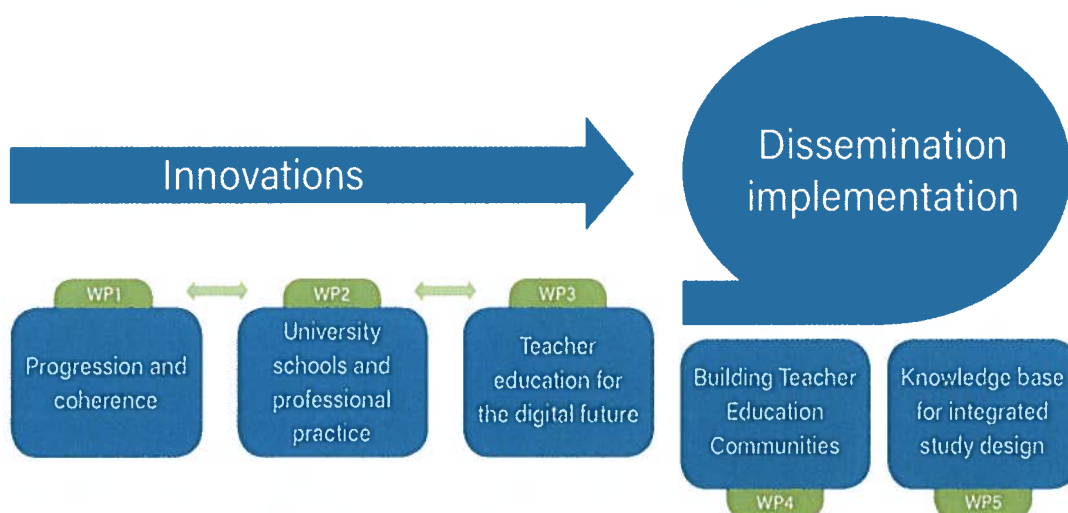 Innovations
Dissemination
implementation
WP1
Progression and
coherence
WP2
University
schools and
professional
practice
WP3
Teacher
education for
the digital future
Building Teacher
Education
Communities
WP4
Knowledge base
for integrated
study design
WP5